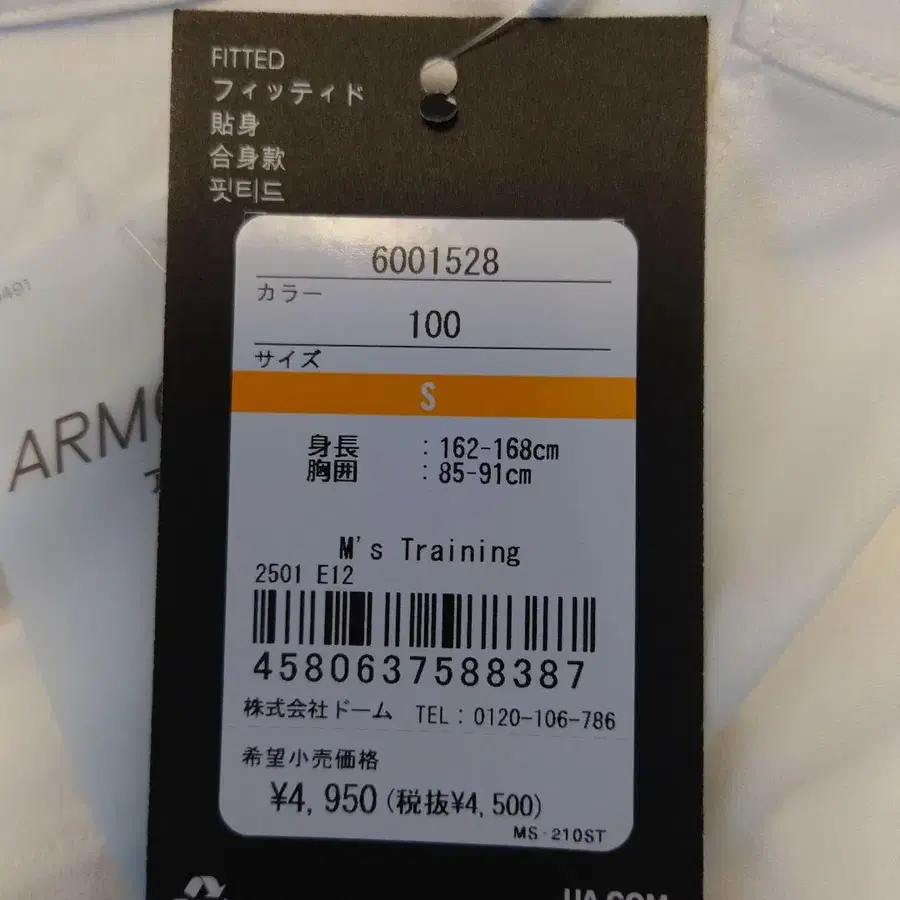 FITTED
フィッティド
貼身
合身款
핏티드
6001528
カラー
100
サイズ
S
身長 : 162-168cm
胸囲 : 85-91cm
M's Training
2501 E12
4580637588387
株式会社ドーム TEL : 0120-106-786
希望小売価格
¥4,950 (税抜¥4,500)
MS-210ST
UA.COM
491
ARMO
ア